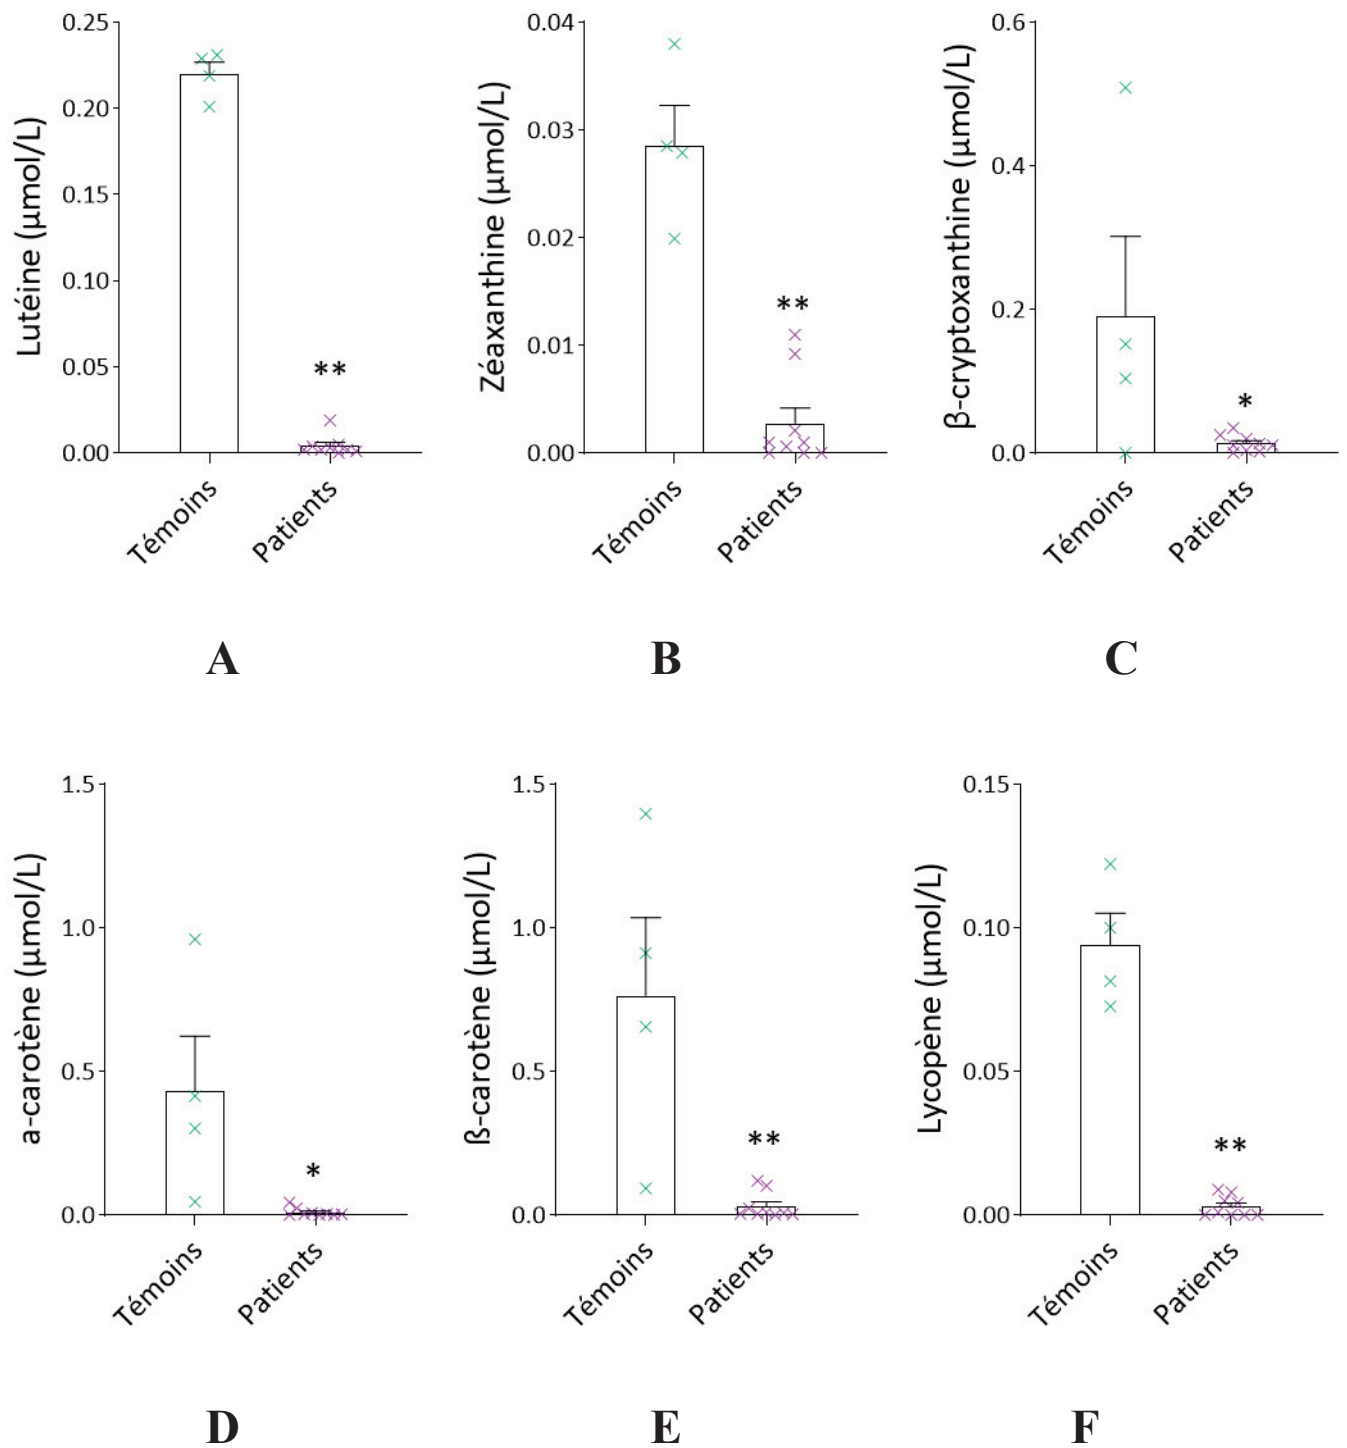 Lutéine (µmol/L)
0.25
0.20
0.15
0.10
0.05
0.00
**
Témoins
Patients
A
Zéaxanthine (µmol/L)
0.04
0.03
0.02
0.01
0.00
**
Témoins
Patients
B
β-cryptoxanthine (µmol/L)
0.6
0.4
0.2
0.0
*
Témoins
Patients
C
a-carotène (µmol/L)
1.5
1.0
0.5
0.0
*
Témoins
Patients
D
ß-carotène (µmol/L)
1.5
1.0
0.5
0.0
**
Témoins
Patients
E
Lycopène (µmol/L)
0.15
0.10
0.05
0.00
**
Témoins
Patients
F